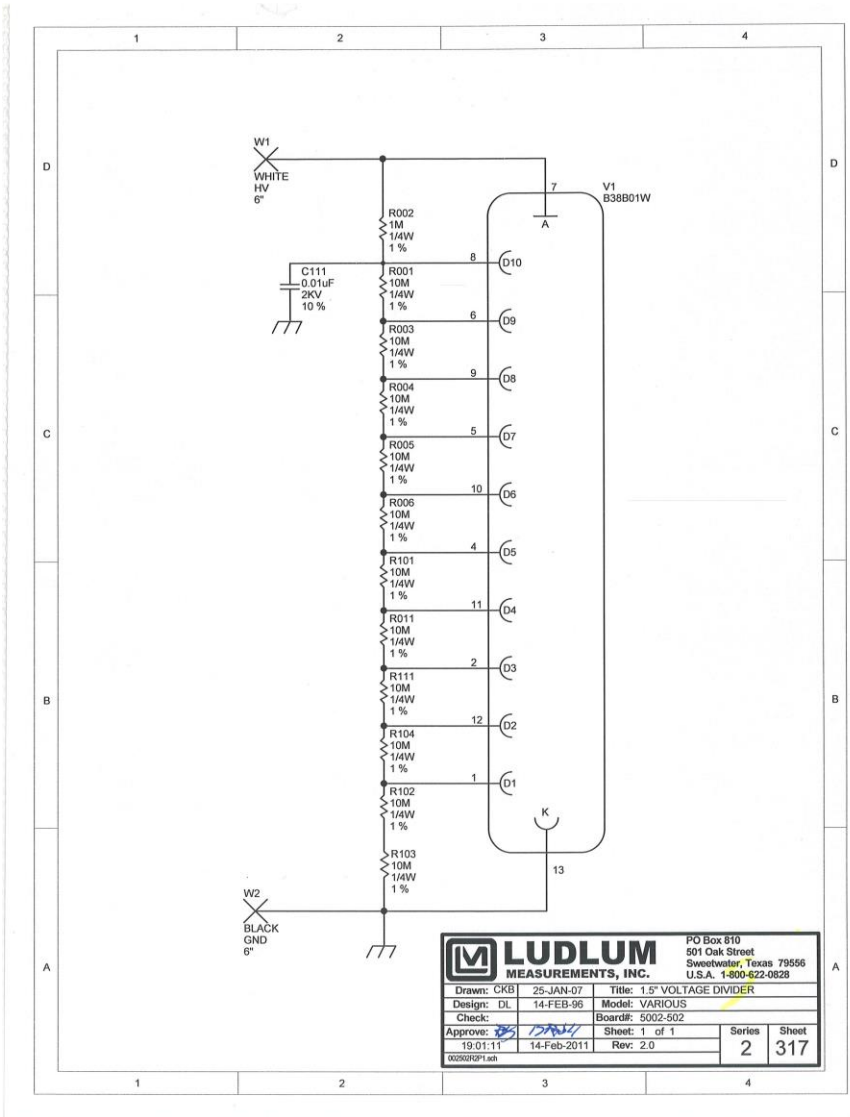 1 2 3 4
D
D
C
C
B
B
A
A
W1
WHITE
HV
6"
R002
1M
1/4W
1 %
C111
0.01uF
2KV
10 %
R001
10M
1/4W
1 %
R003
10M
1/4W
1 %
R004
10M
1/4W
1 %
R005
10M
1/4W
1 %
R006
10M
1/4W
1 %
R101
10M
1/4W
1 %
R011
10M
1/4W
1 %
R111
10M
1/4W
1 %
R104
10M
1/4W
1 %
R102
10M
1/4W
1 %
R103
10M
1/4W
1 %
W2
BLACK
GND
6"
7
V1
B38B01W
A
8 D10
6 D9
9 D8
5 D7
10 D6
4 D5
11 D4
2 D3
12 D2
1 D1
K
13
LM LUDLUM
MEASUREMENTS, INC.
PO Box 810
501 Oak Street
Sweetwater, Texas 79556
U.S.A. 1-800-622-0828
Drawn: CKB 25-JAN-07 Title: 1.5" VOLTAGE DIVIDER
Design: DL 14-FEB-96 Model: VARIOUS
Check: Board#: 5002-502
Approve: Sheet: 1 of 1 Series Sheet
19:01:11 14-Feb-2011 Rev: 2.0 2 317
002502R2P1.sch
1 2 3 4